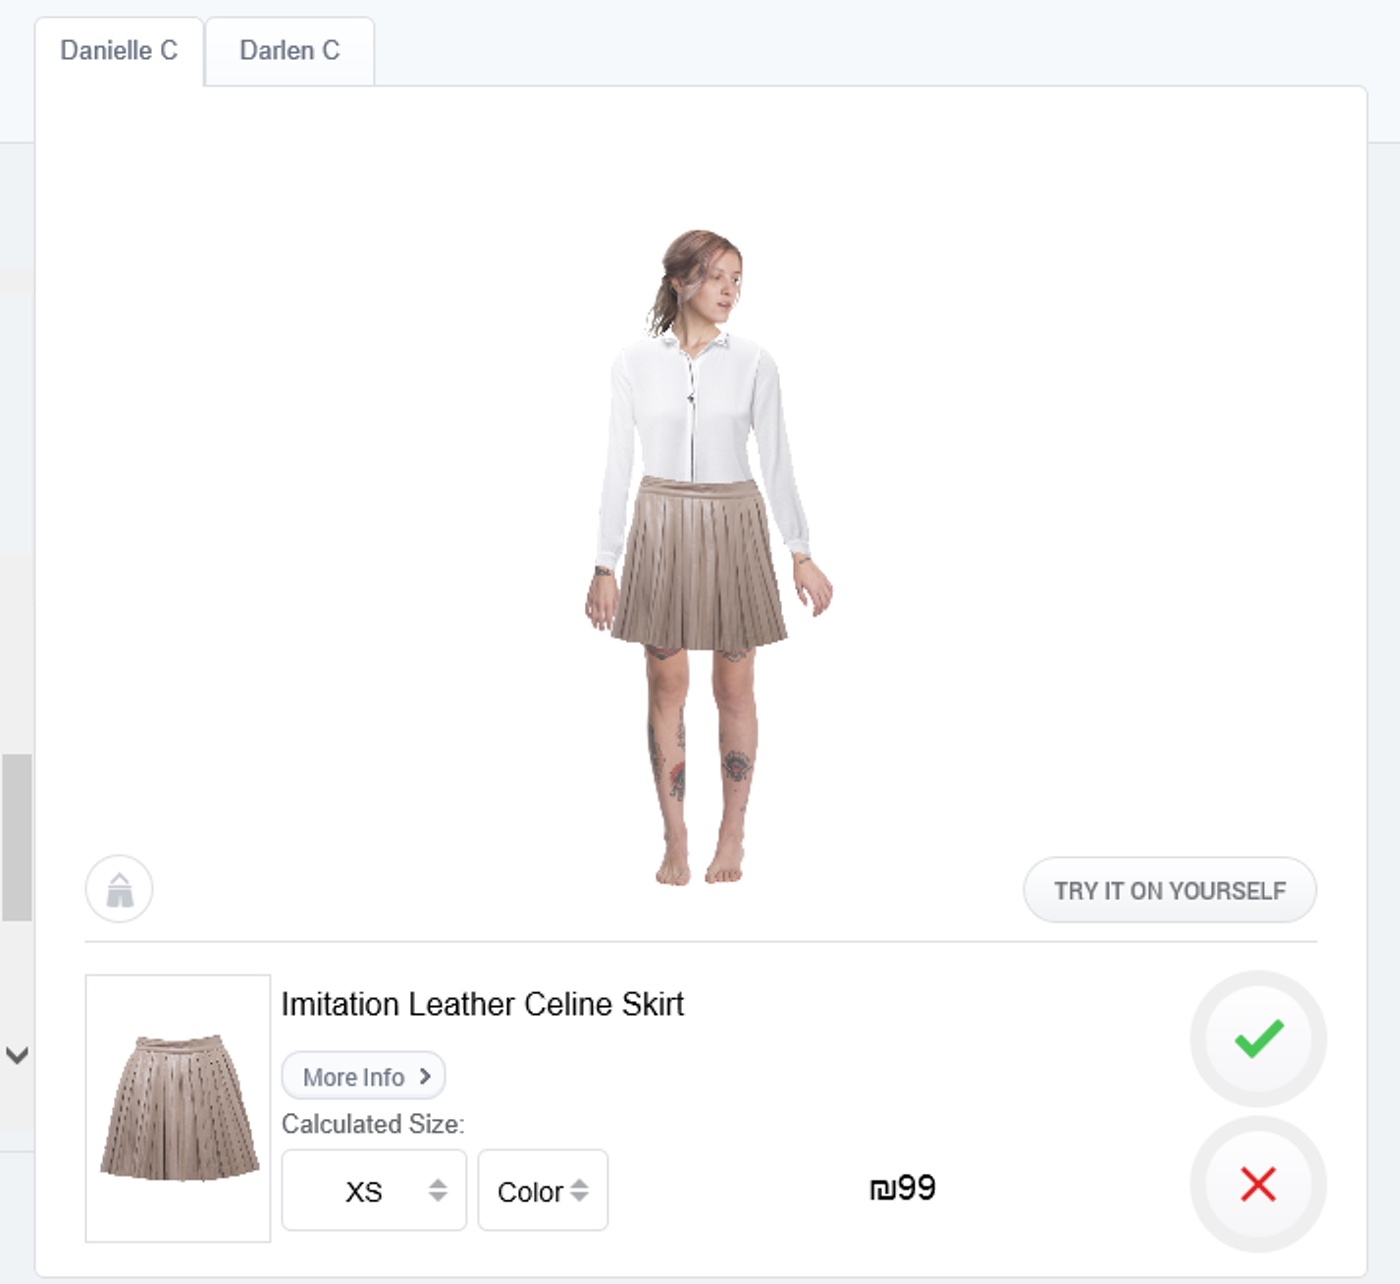 Danielle C
Darlen C
TRY IT ON YOURSELF
Imitation Leather Celine Skirt
More Info
Calculated Size:
XS
Color
₪99